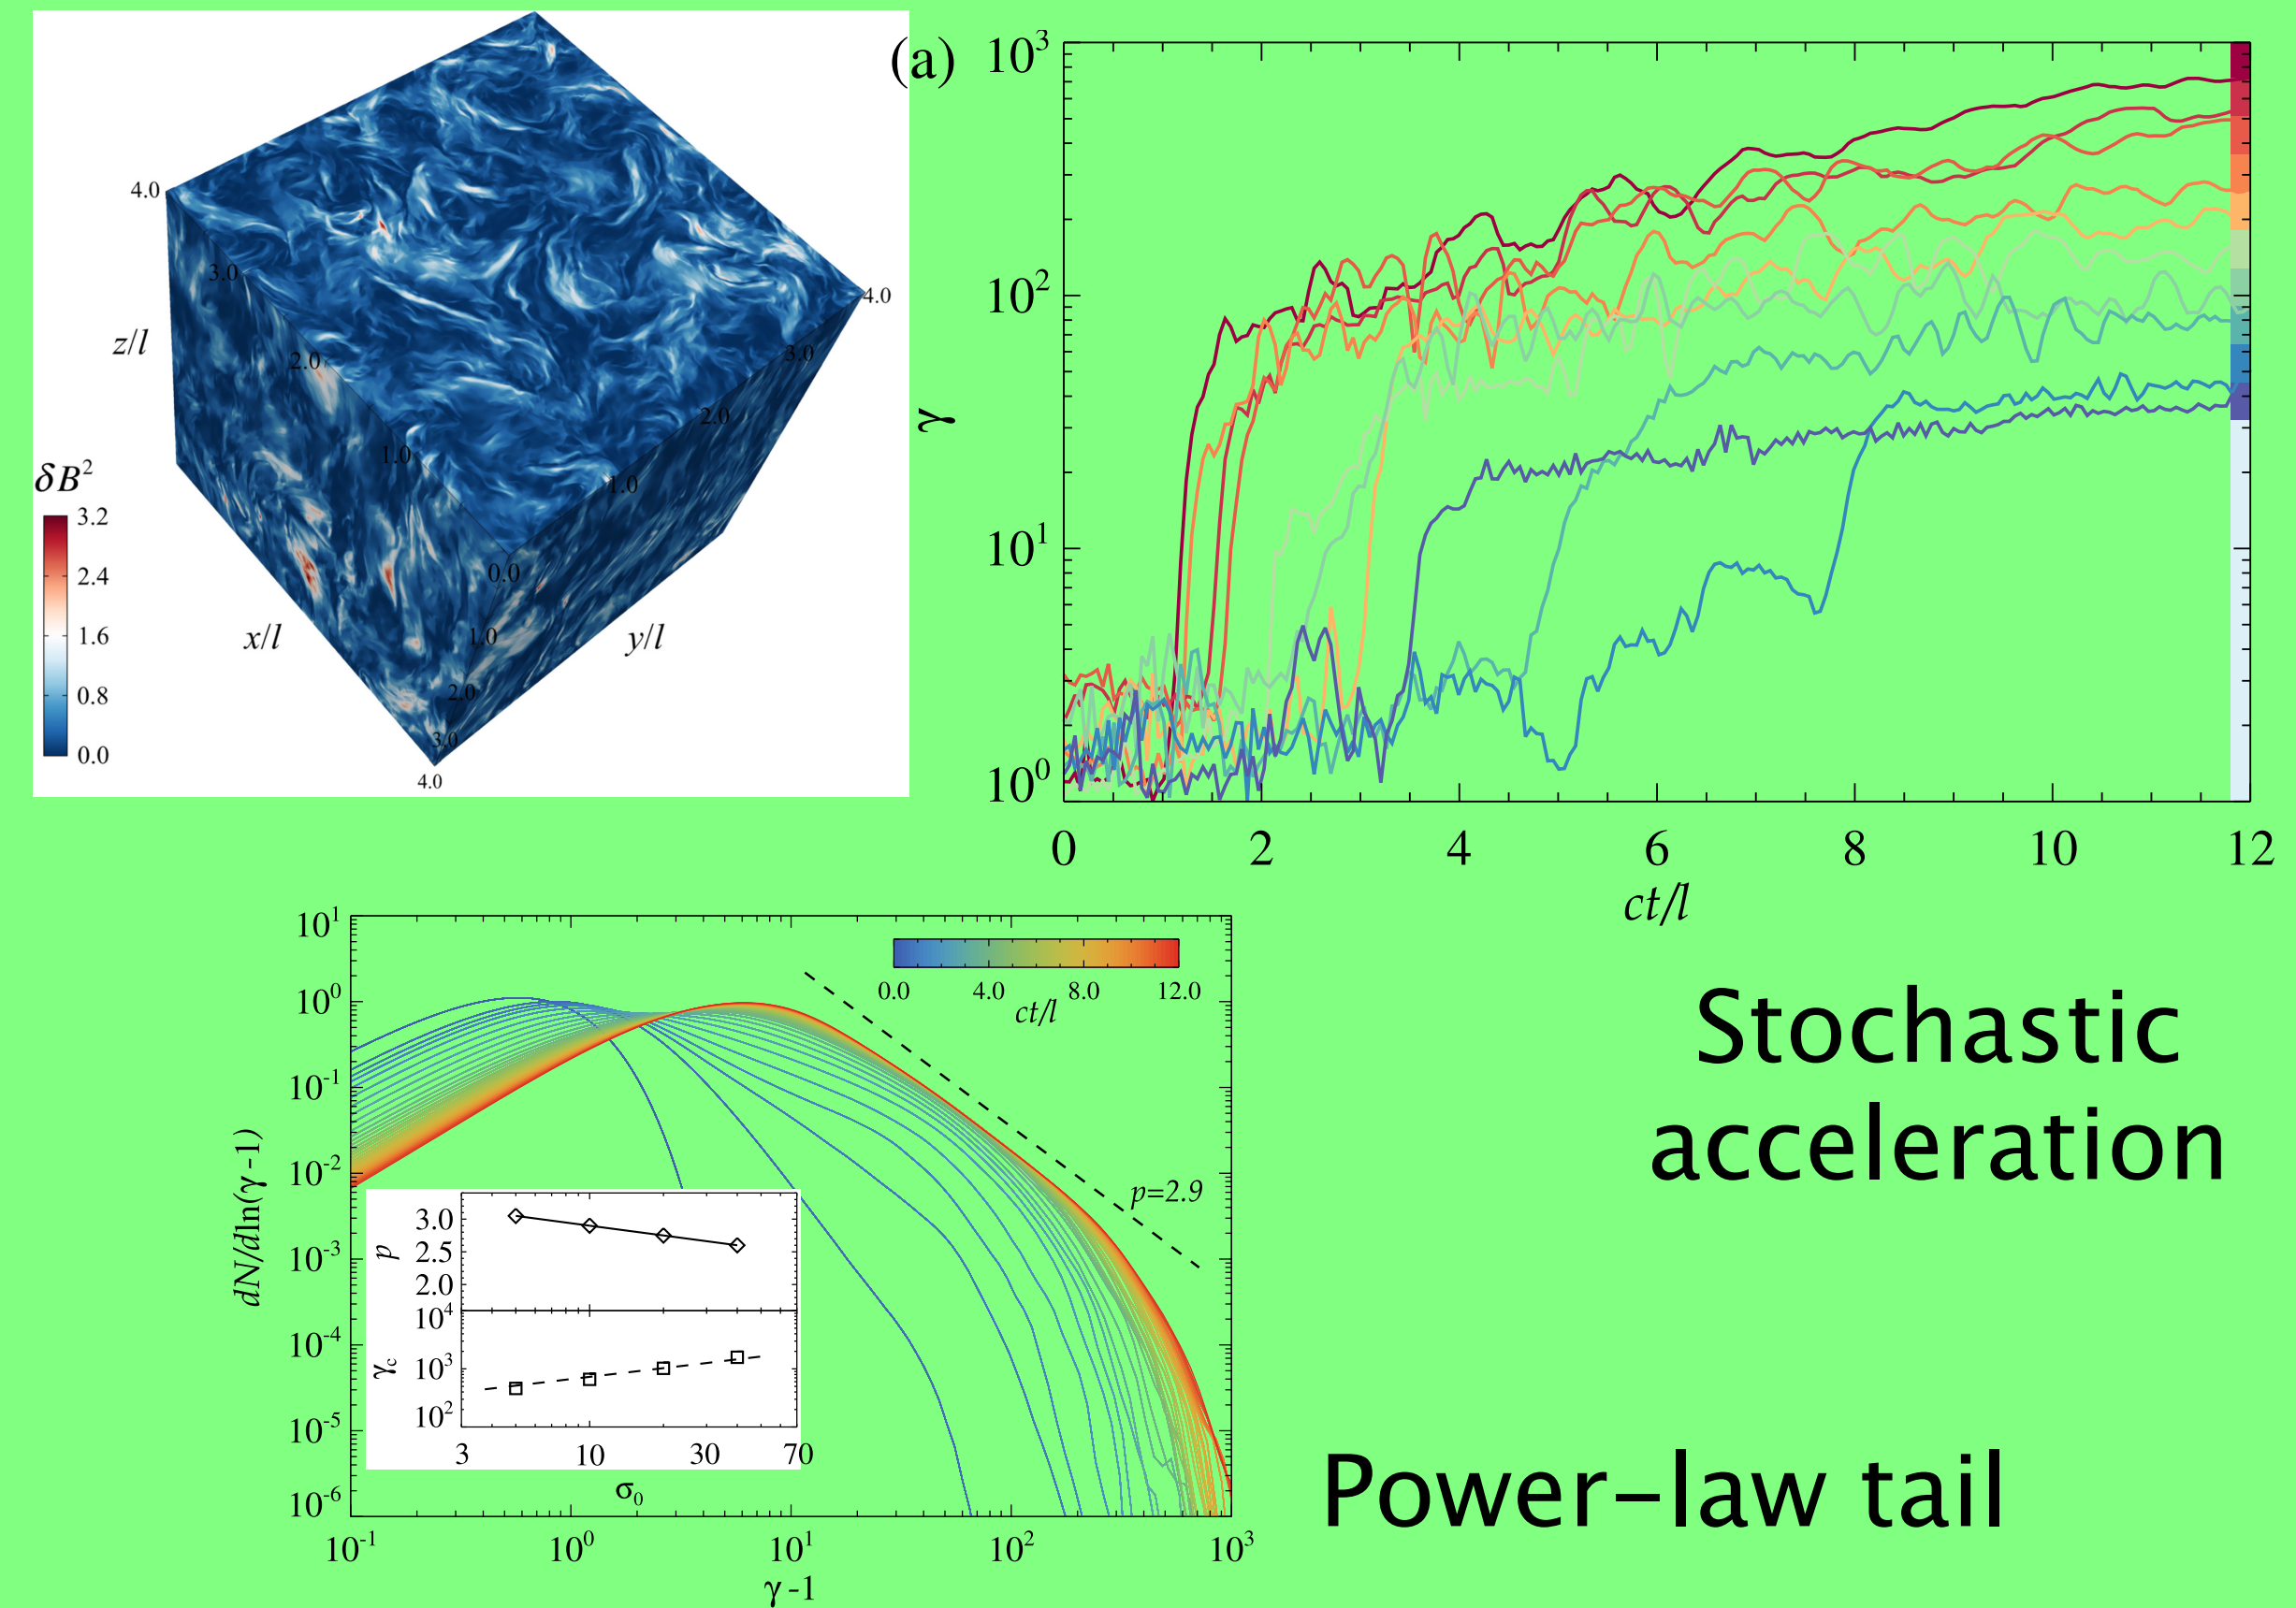 4.0
3.0
2.0
1.0
0.0
4.0
3.0
2.0
1.0
1.0
2.0
3.0
4.0
z/l
x/l
y/l
δB²
3.2
2.4
1.6
0.8
0.0
(a)
10³
10²
10¹
10⁰
γ
0 2 4 6 8 10 12
ct/l
10¹
10⁰
10⁻¹
10⁻²
10⁻³
10⁻⁴
10⁻⁵
10⁻⁶
dN/dln(γ-1)
0.0 4.0 8.0 12.0
ct/l
p=2.9
3.0
2.5
2.0
p
10⁴
10³
10²
γc
3 10 30 70
σ₀
10⁻¹ 10⁰ 10¹ 10² 10³
γ-1
Stochastic
acceleration
Power–law tail